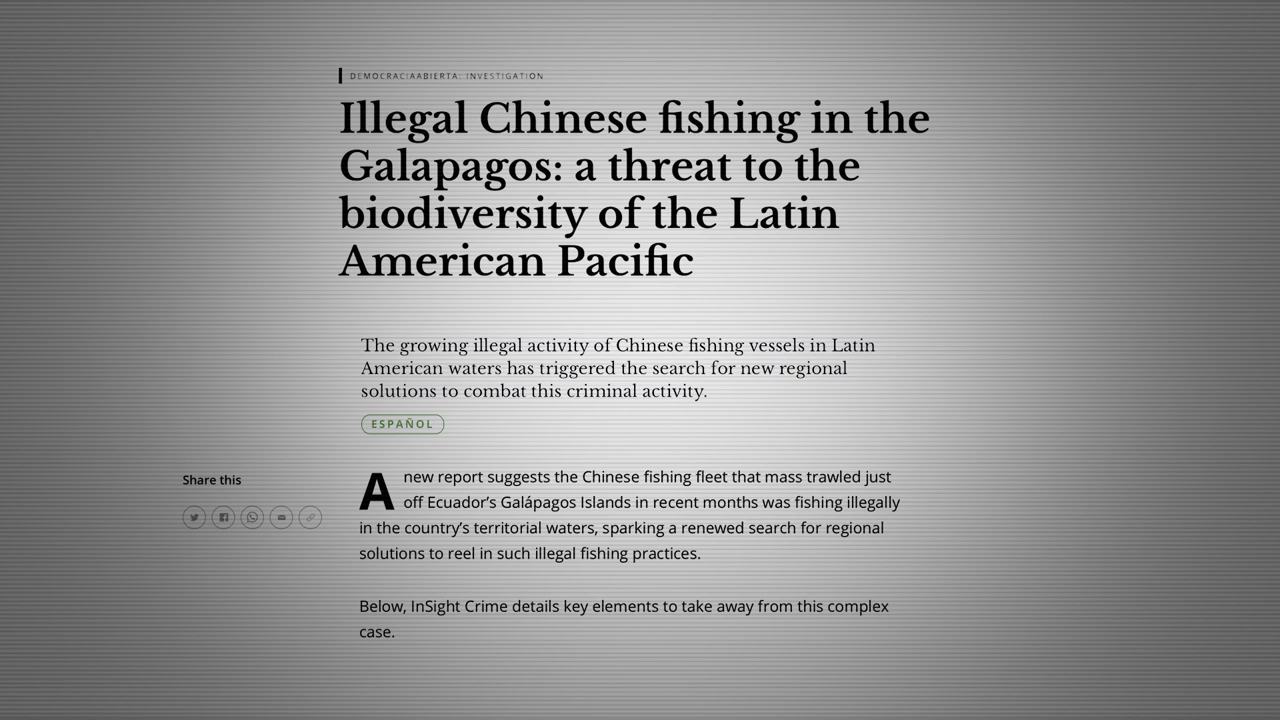 DEMOCRACIAABIERTA: INVESTIGATION
Illegal Chinese fishing in the
Galapagos: a threat to the
biodiversity of the Latin
American Pacific
The growing illegal activity of Chinese fishing vessels in Latin
American waters has triggered the search for new regional
solutions to combat this criminal activity.
ESPAÑOL
Share this
A new report suggests the Chinese fishing fleet that mass trawled just
off Ecuador’s Galápagos Islands in recent months was fishing illegally
in the country’s territorial waters, sparking a renewed search for regional
solutions to reel in such illegal fishing practices.
Below, InSight Crime details key elements to take away from this complex
case.